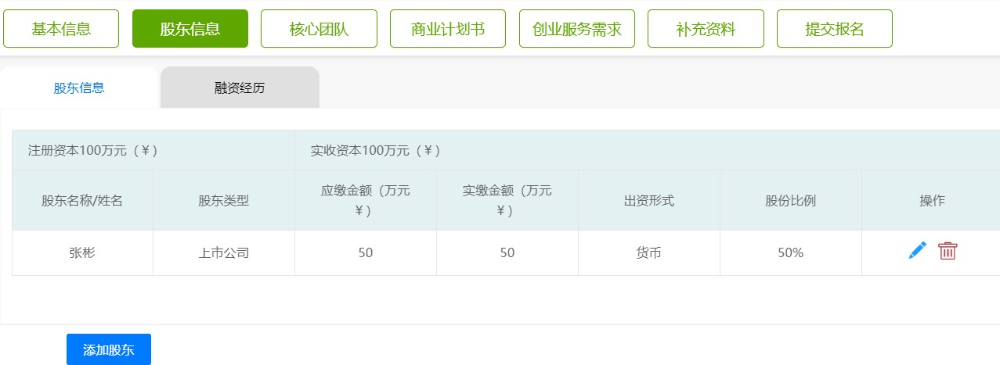 基本信息
股东信息
核心团队
商业计划书
创业服务需求
补充资料
提交报名
股东信息
融资经历
注册资本100万元（¥）
实收资本100万元（¥）
股东名称/姓名
股东类型
应缴金额（万元
¥）
实缴金额（万元
¥）
出资形式
股份比例
操作
张彬
上市公司
50
50
货币
50%
添加股东